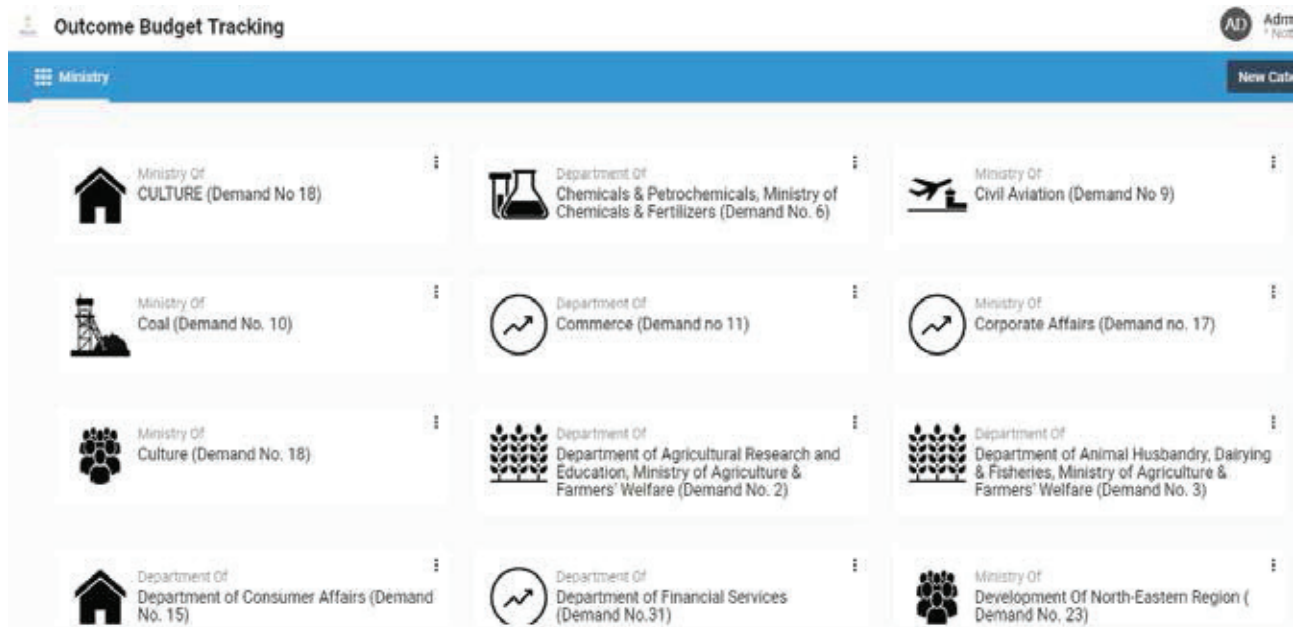 Outcome Budget Tracking
AD
Ministry
Ministry Of
CULTURE (Demand No 18)
Department Of
Chemicals & Petrochemicals, Ministry of
Chemicals & Fertilizers (Demand No. 6)
Ministry Of
Civil Aviation (Demand No 9)
Ministry Of
Coal (Demand No. 10)
Department Of
Commerce (Demand no 11)
Ministry Of
Corporate Affairs (Demand no. 17)
Ministry Of
Culture (Demand No. 18)
Department Of
Department of Agricultural Research and
Education, Ministry of Agriculture &
Farmers' Welfare (Demand No. 2)
Department Of
Department of Animal Husbandry, Dairying
& Fisheries, Ministry of Agriculture &
Farmers' Welfare (Demand No. 3)
Department Of
Department of Consumer Affairs (Demand
No. 15)
Department Of
Department of Financial Services
(Demand No.31)
Ministry Of
Development Of North-Eastern Region (
Demand No. 23)
New